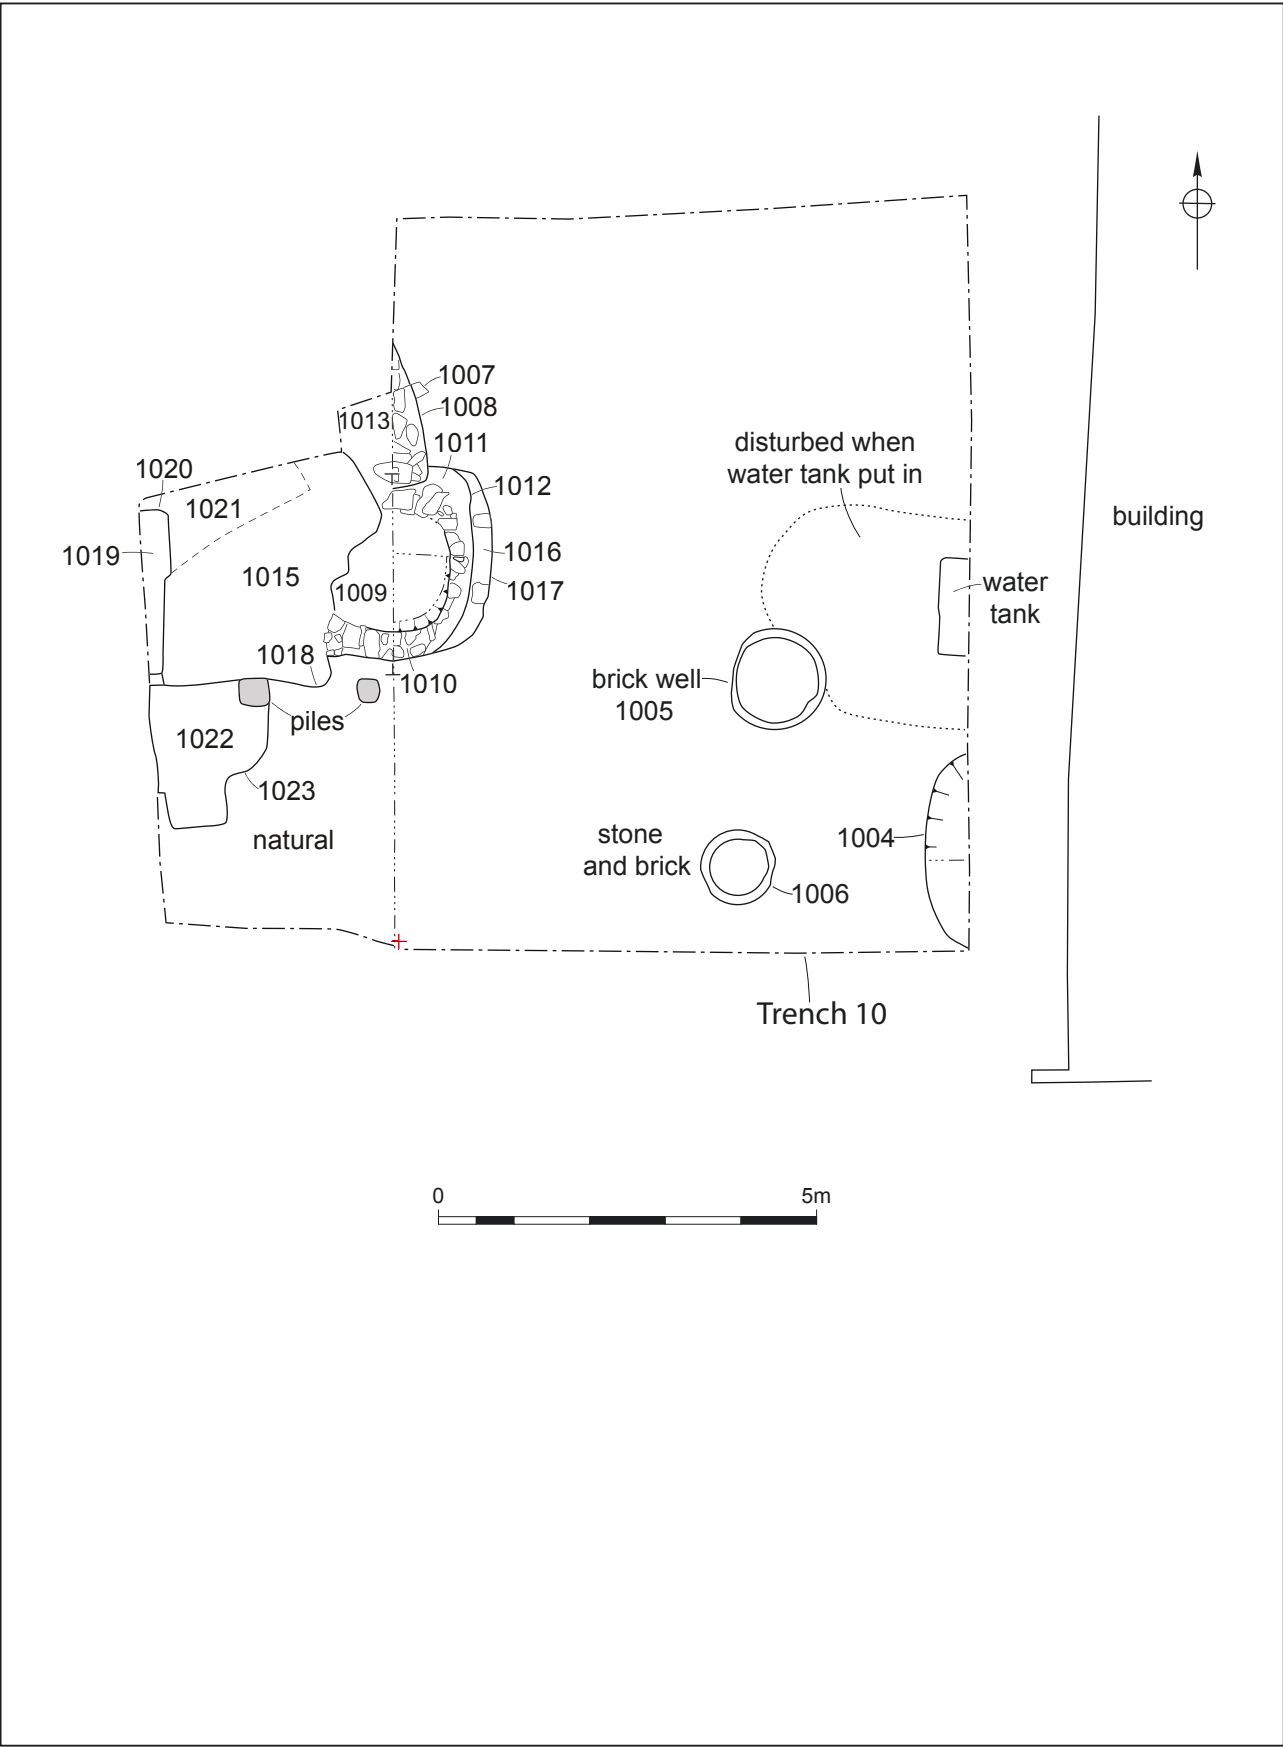 1007
1008
1013
1011
1020
1012
1021
disturbed when
water tank put in
1019
1016
building
1015
1009
1017
water
tank
1018
1010
brick well
1005
piles
1022
1023
natural
stone
and brick
1004
1006
Trench 10
0
5m